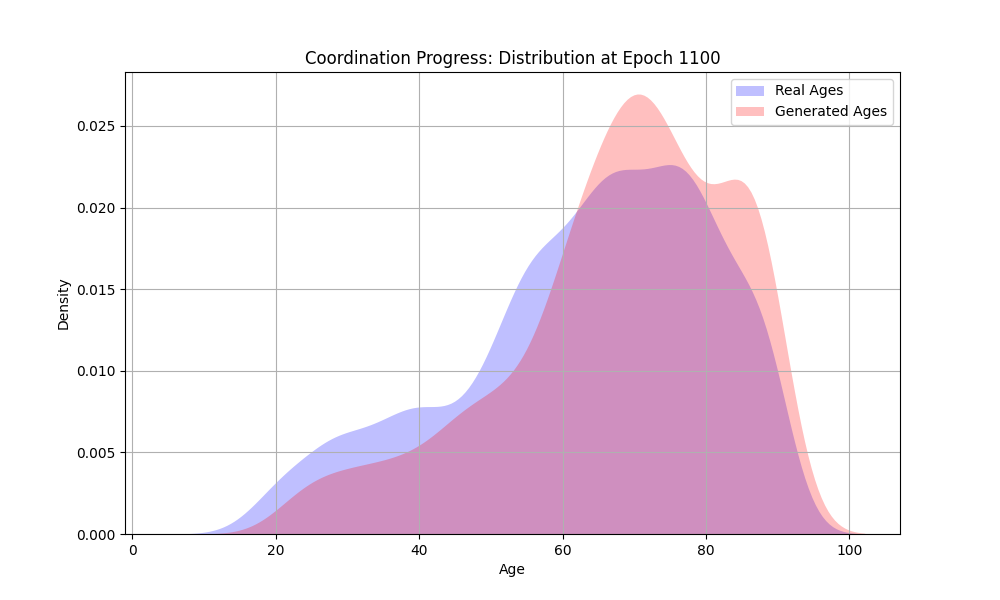 Coordination Progress: Distribution at Epoch 1100
Real Ages
Generated Ages
0.025
0.020
0.015
0.010
0.005
0.000
Density
0 20 40 60 80 100
Age